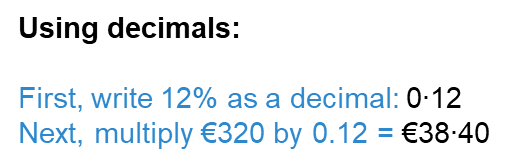 Using decimals:
First, write 12% as a decimal: 0·12
Next, multiply €320 by 0.12 = €38·40